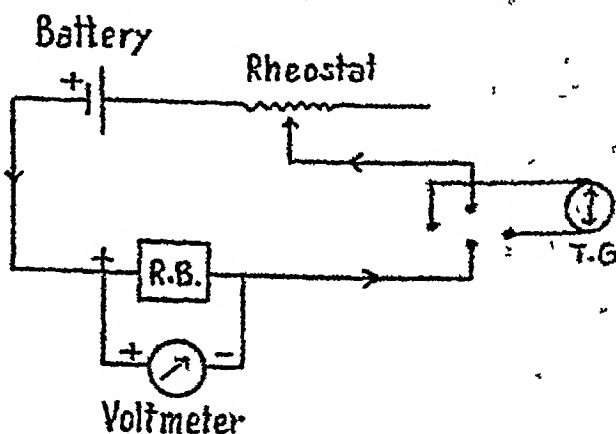 Battery
Rheostat
+
T.G
+
R.B.
+ -
Voltmeter